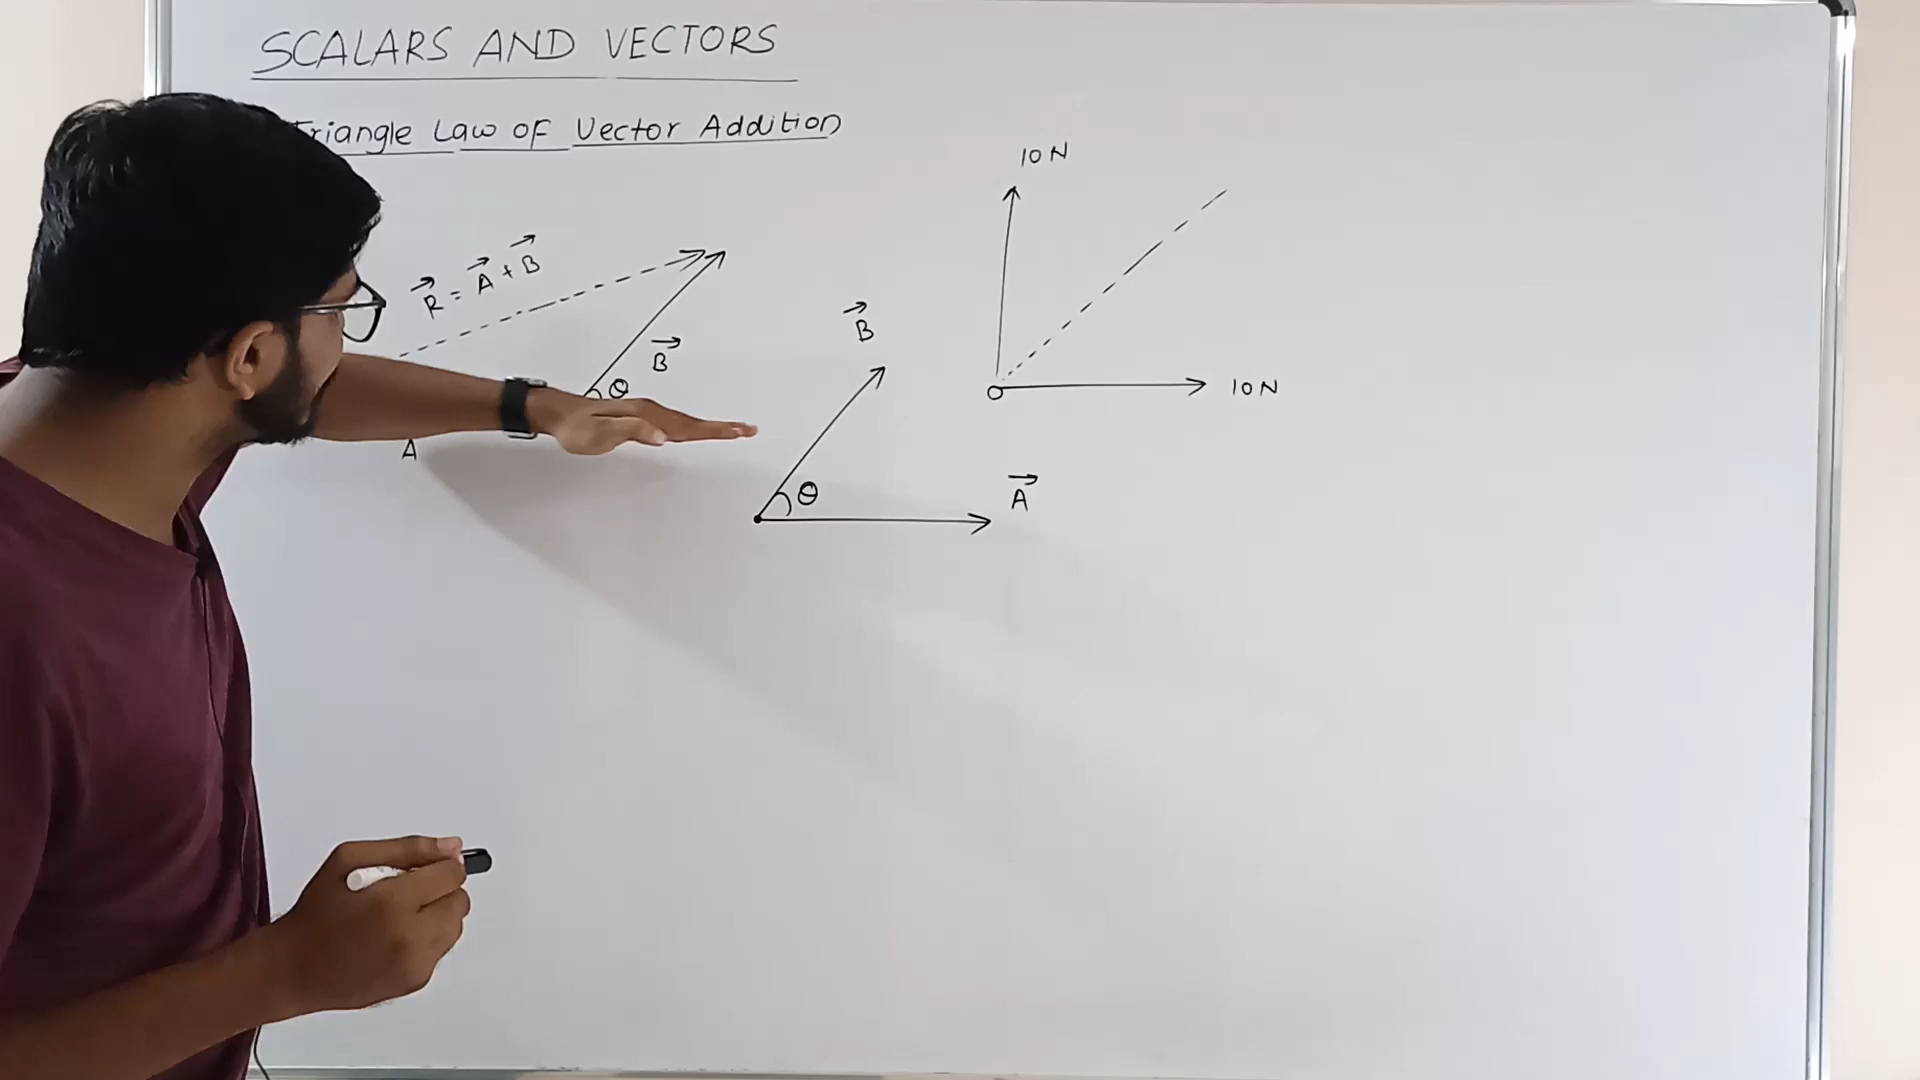 SCALARS AND VECTORS
Triangle Law of Vector Addition
10 N
R = A + B
B
B
θ
10 N
A
θ
A